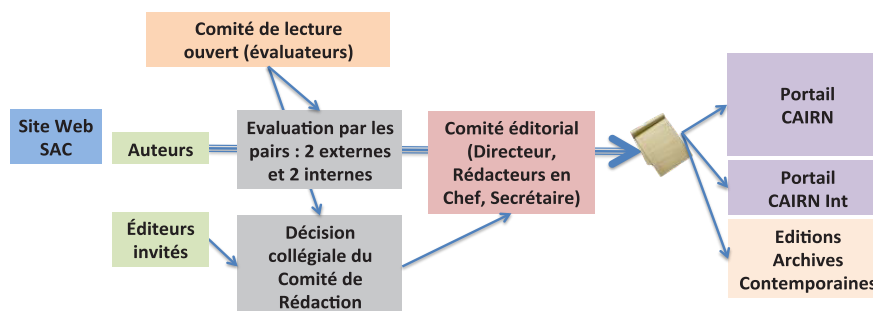 Comité de lecture
ouvert (évaluateurs)
Site Web
SAC
Auteurs
Evaluation par les
pairs : 2 externes
et 2 internes
Comité éditorial
(Directeur,
Rédacteurs en
Chef, Secrétaire)
Portail
CAIRN
Portail
CAIRN Int
Éditeurs
invités
Décision
collégiale du
Comité de
Rédaction
Editions
Archives
Contemporaines